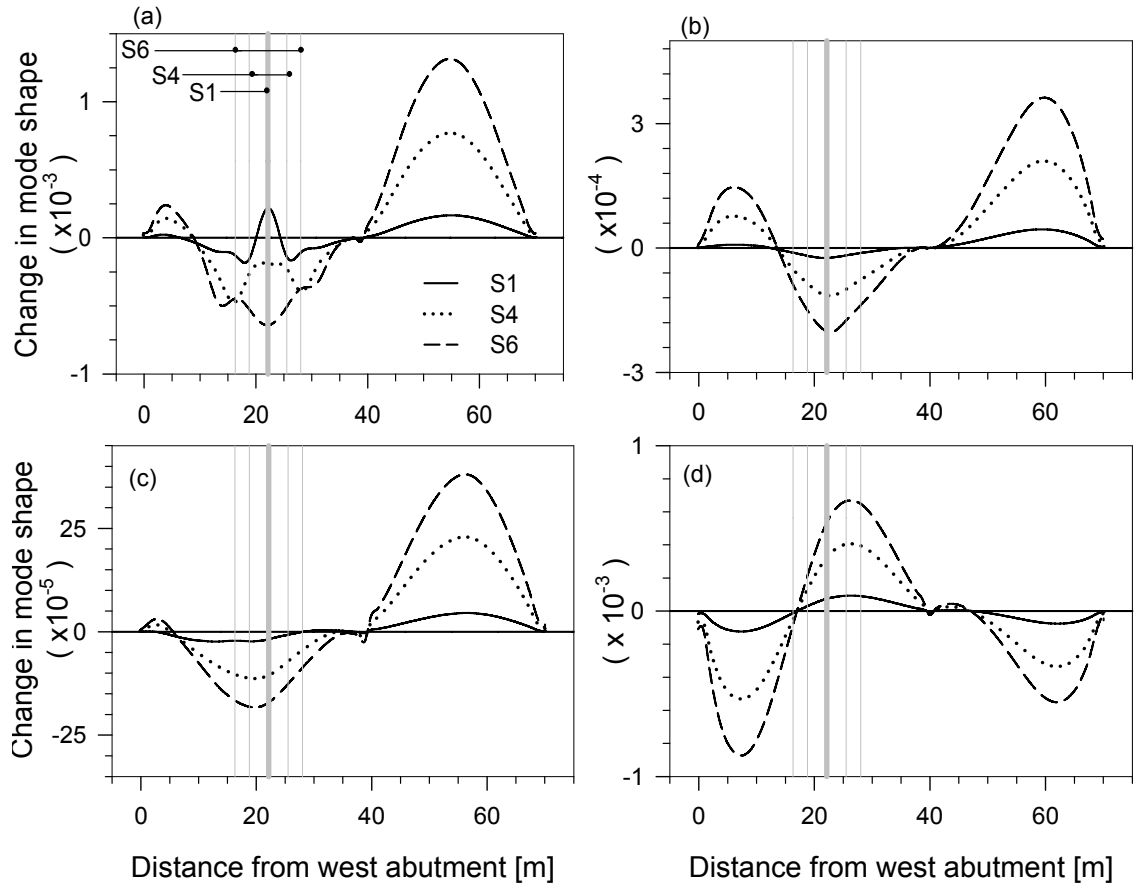 (a)
S6
S4
S1
1
0
-1
Change in mode shape
( x10-3)
S1
S4
S6
0 20 40 60
(b)
3
0
-3
( x10-4)
0 20 40 60
(c)
25
0
-25
Change in mode shape
( x10-5)
0 20 40 60
Distance from west abutment [m]
(d)
1
0
-1
( x 10-3)
0 20 40 60
Distance from west abutment [m]